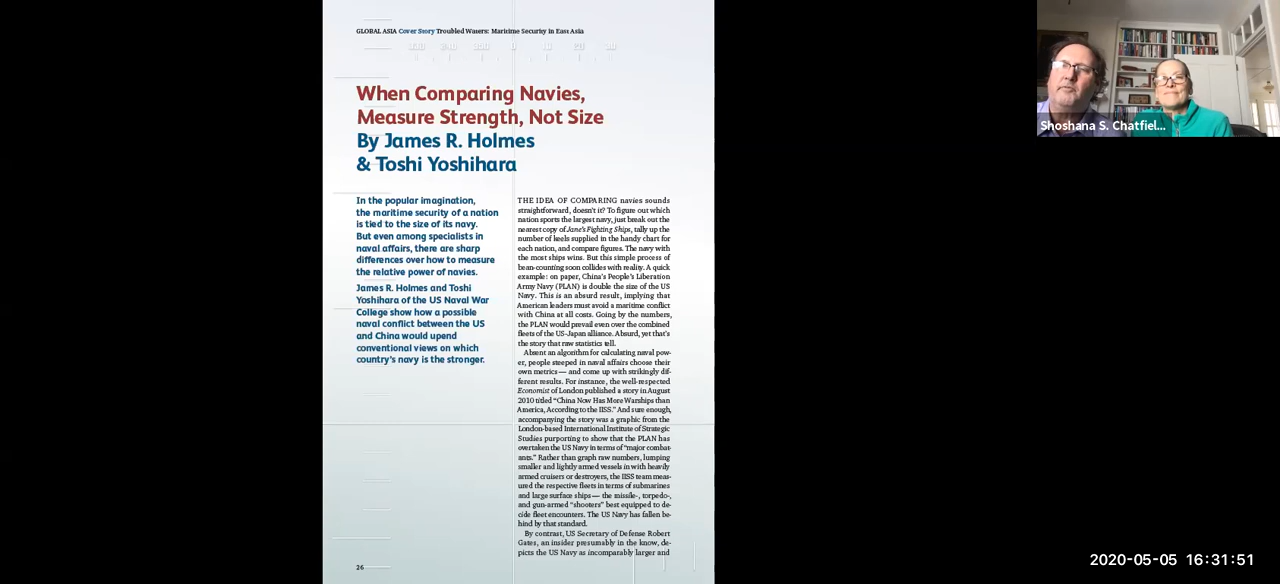 GLOBAL ASIA Cover Story Troubled Waters: Maritime Security in East Asia
When Comparing Navies,
Measure Strength, Not Size
By James R. Holmes
& Toshi Yoshihara
In the popular imagination,
the maritime security of a nation
is tied to the size of its navy.
But even among specialists in
naval affairs, there are sharp
differences over how to measure
the relative power of navies.
James R. Holmes and Toshi
Yoshihara of the US Naval War
College show how a possible
naval conflict between the US
and China would upend
conventional views on which
country's navy is the stronger.
THE IDEA OF COMPARING navies sounds
straightforward, doesn't it? To figure out which
nation sports the largest navy, just break out the
nearest copy of Jane's Fighting Ships, tally up the
number of keels supplied in the handy chart for
each nation, and compare figures. The navy with
the most ships wins. But this simple process of
bean-counting soon collides with reality. A quick
example: on paper, China's People's Liberation
Army Navy (PLAN) is double the size of the US
Navy. This is an absurd result, implying that
American leaders must avoid a maritime conflict
with China at all costs. Going by the numbers,
the PLAN would prevail even over the combined
fleets of the US-Japan alliance. Absurd, yet that's
the story that raw statistics tell.
Absent an algorithm for calculating naval pow-
er, people steeped in naval affairs choose their
own metrics — and come up with strikingly dif-
ferent results. For instance, the well-respected
Economist of London published a story in August
2010 titled “China Now Has More Warships than
America, According to the IISS.” And sure enough,
accompanying the story was a graphic from the
London-based International Institute of Strategic
Studies purporting to show that the PLAN has
overtaken the US Navy in terms of “major combat-
ants.” Rather than graph raw numbers, lumping
smaller and lightly armed vessels in with heavily
armed cruisers or destroyers, the IISS team meas-
ured the respective fleets in terms of submarines
and large surface ships — the missile-, torpedo-,
and gun-armed “shooters” best equipped to de-
cide fleet encounters. The US Navy has fallen be-
hind by that standard.
By contrast, US Secretary of Defense Robert
Gates, an insider presumably in the know, de-
picts the US Navy as incomparably larger and
26
Shoshana S. Chatfiel...
2020-05-05 16:31:51